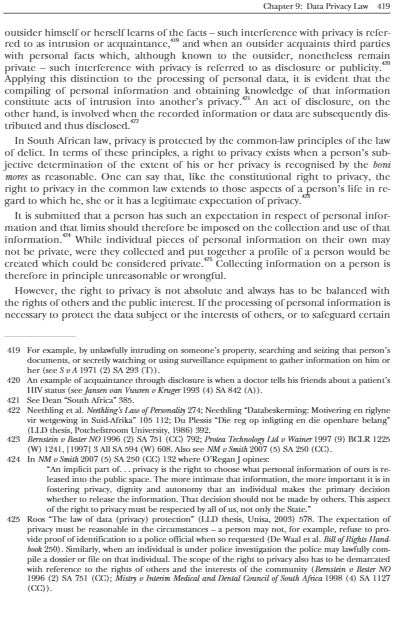 Chapter 9: Data Privacy Law 419
outsider himself or herself learns of the facts – such interference with privacy is refer-
red to as intrusion or acquaintance,419 and when an outsider acquaints third parties
with personal facts which, although known to the outsider, nonetheless remain
private – such interference with privacy is referred to as disclosure or publicity.420
Applying this distinction to the processing of personal data, it is evident that the
compiling of personal information and obtaining knowledge of that information
constitute acts of intrusion into another's privacy.421 An act of disclosure, on the
other hand, is involved when the recorded information or data are subsequently dis-
tributed and thus disclosed.422
In South African law, privacy is protected by the common-law principles of the law
of delict. In terms of these principles, a right to privacy exists when a person's sub-
jective determination of the extent of his or her privacy is recognised by the boni
mores as reasonable. One can say that, like the constitutional right to privacy, the
right to privacy in the common law extends to those aspects of a person's life in re-
gard to which he, she or it has a legitimate expectation of privacy.423
It is submitted that a person has such an expectation in respect of personal infor-
mation and that limits should therefore be imposed on the collection and use of that
information.424 While individual pieces of personal information on their own may
not be private, were they collected and put together a profile of a person would be
created which could be considered private.425 Collecting information on a person is
therefore in principle unreasonable or wrongful.
However, the right to privacy is not absolute and always has to be balanced with
the rights of others and the public interest. If the processing of personal information is
necessary to protect the data subject or the interests of others, or to safeguard certain
419 For example, by unlawfully intruding on someone's property, searching and seizing that person's
documents, or secretly watching or using surveillance equipment to gather information on him or
her (see S v A 1971 (2) SA 293 (T)).
420 An example of acquaintance through disclosure is when a doctor tells his friends about a patient's
HIV status (see Jansen van Vuuren v Kruger 1993 (4) SA 842 (A)).
421 See Dean "South Africa" 385.
422 Neethling et al. Neethling's Law of Personality 274; Neethling "Databeskerming: Motivering en riglyne
vir wetgewing in Suid-Afrika" 105 112; Du Plessis "Die reg op inligting en die openbare belang"
(LLD thesis, Potchefstroom University, 1986) 392.
423 Bernstein v Bester NO 1996 (2) SA 751 (CC) 792; Protea Technology Ltd v Wainer 1997 (9) BCLR 1225
(W) 1241, [1997] 3 All SA 594 (W) 608. Also see NM v Smith 2007 (5) SA 250 (CC).
424 In NM v Smith 2007 (5) SA 250 (CC) 132 where O'Regan J opines:
"An implicit part of. . . privacy is the right to choose what personal information of ours is re-
leased into the public space. The more intimate that information, the more important it is in
fostering privacy, dignity and autonomy that an individual makes the primary decision
whether to release the information. That decision should not be made by others. This aspect
of the right to privacy must be respected by all of us, not only the State."
425 Roos "The law of data (privacy) protection" (LLD thesis, Unisa, 2003) 578. The expectation of
privacy must be reasonable in the circumstances – a person may not, for example, refuse to pro-
vide proof of identification to a police official when so requested (De Waal et al. Bill of Rights Hand-
book 250). Similarly, when an individual is under police investigation the police may lawfully com-
pile a dossier or file on that individual. The scope of the right to privacy also has to be demarcated
with reference to the rights of others and the interests of the community (Bernstein v Bester NO
1996 (2) SA 751 (CC); Mistry v Interim Medical and Dental Council of South Africa 1998 (4) SA 1127
(CC)).